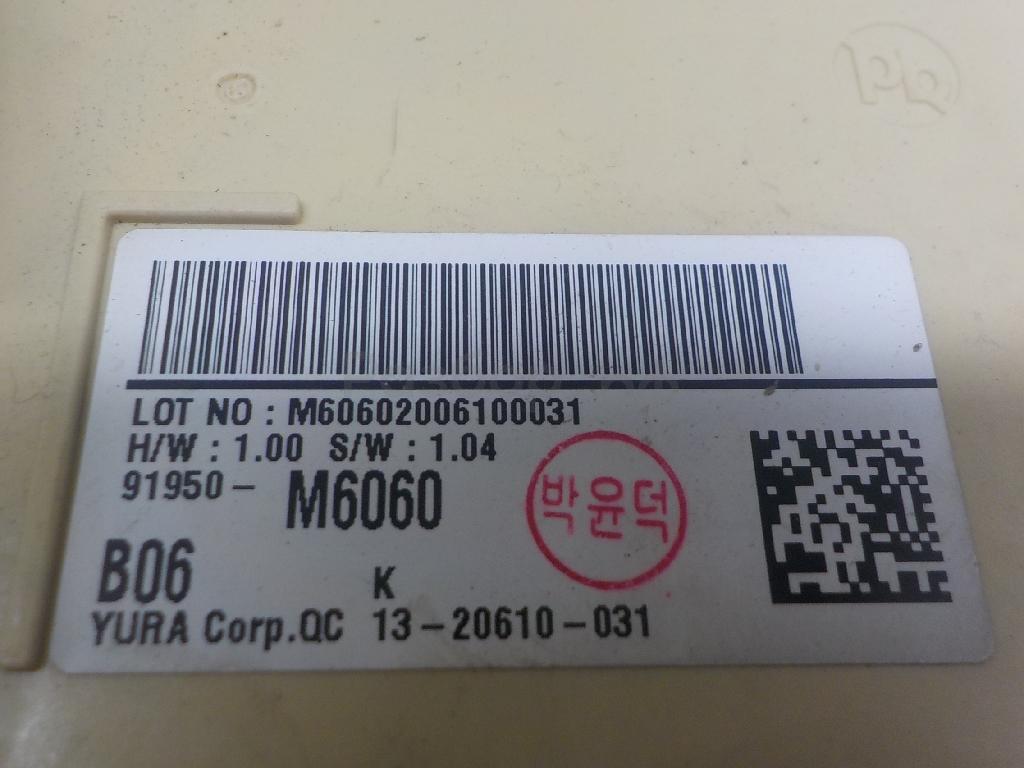 LOT NO : M60602006100031
H/W : 1.00 S/W : 1.04
91950- M6060
박윤덕
B06 K
YURA Corp.QC 13-20610-031